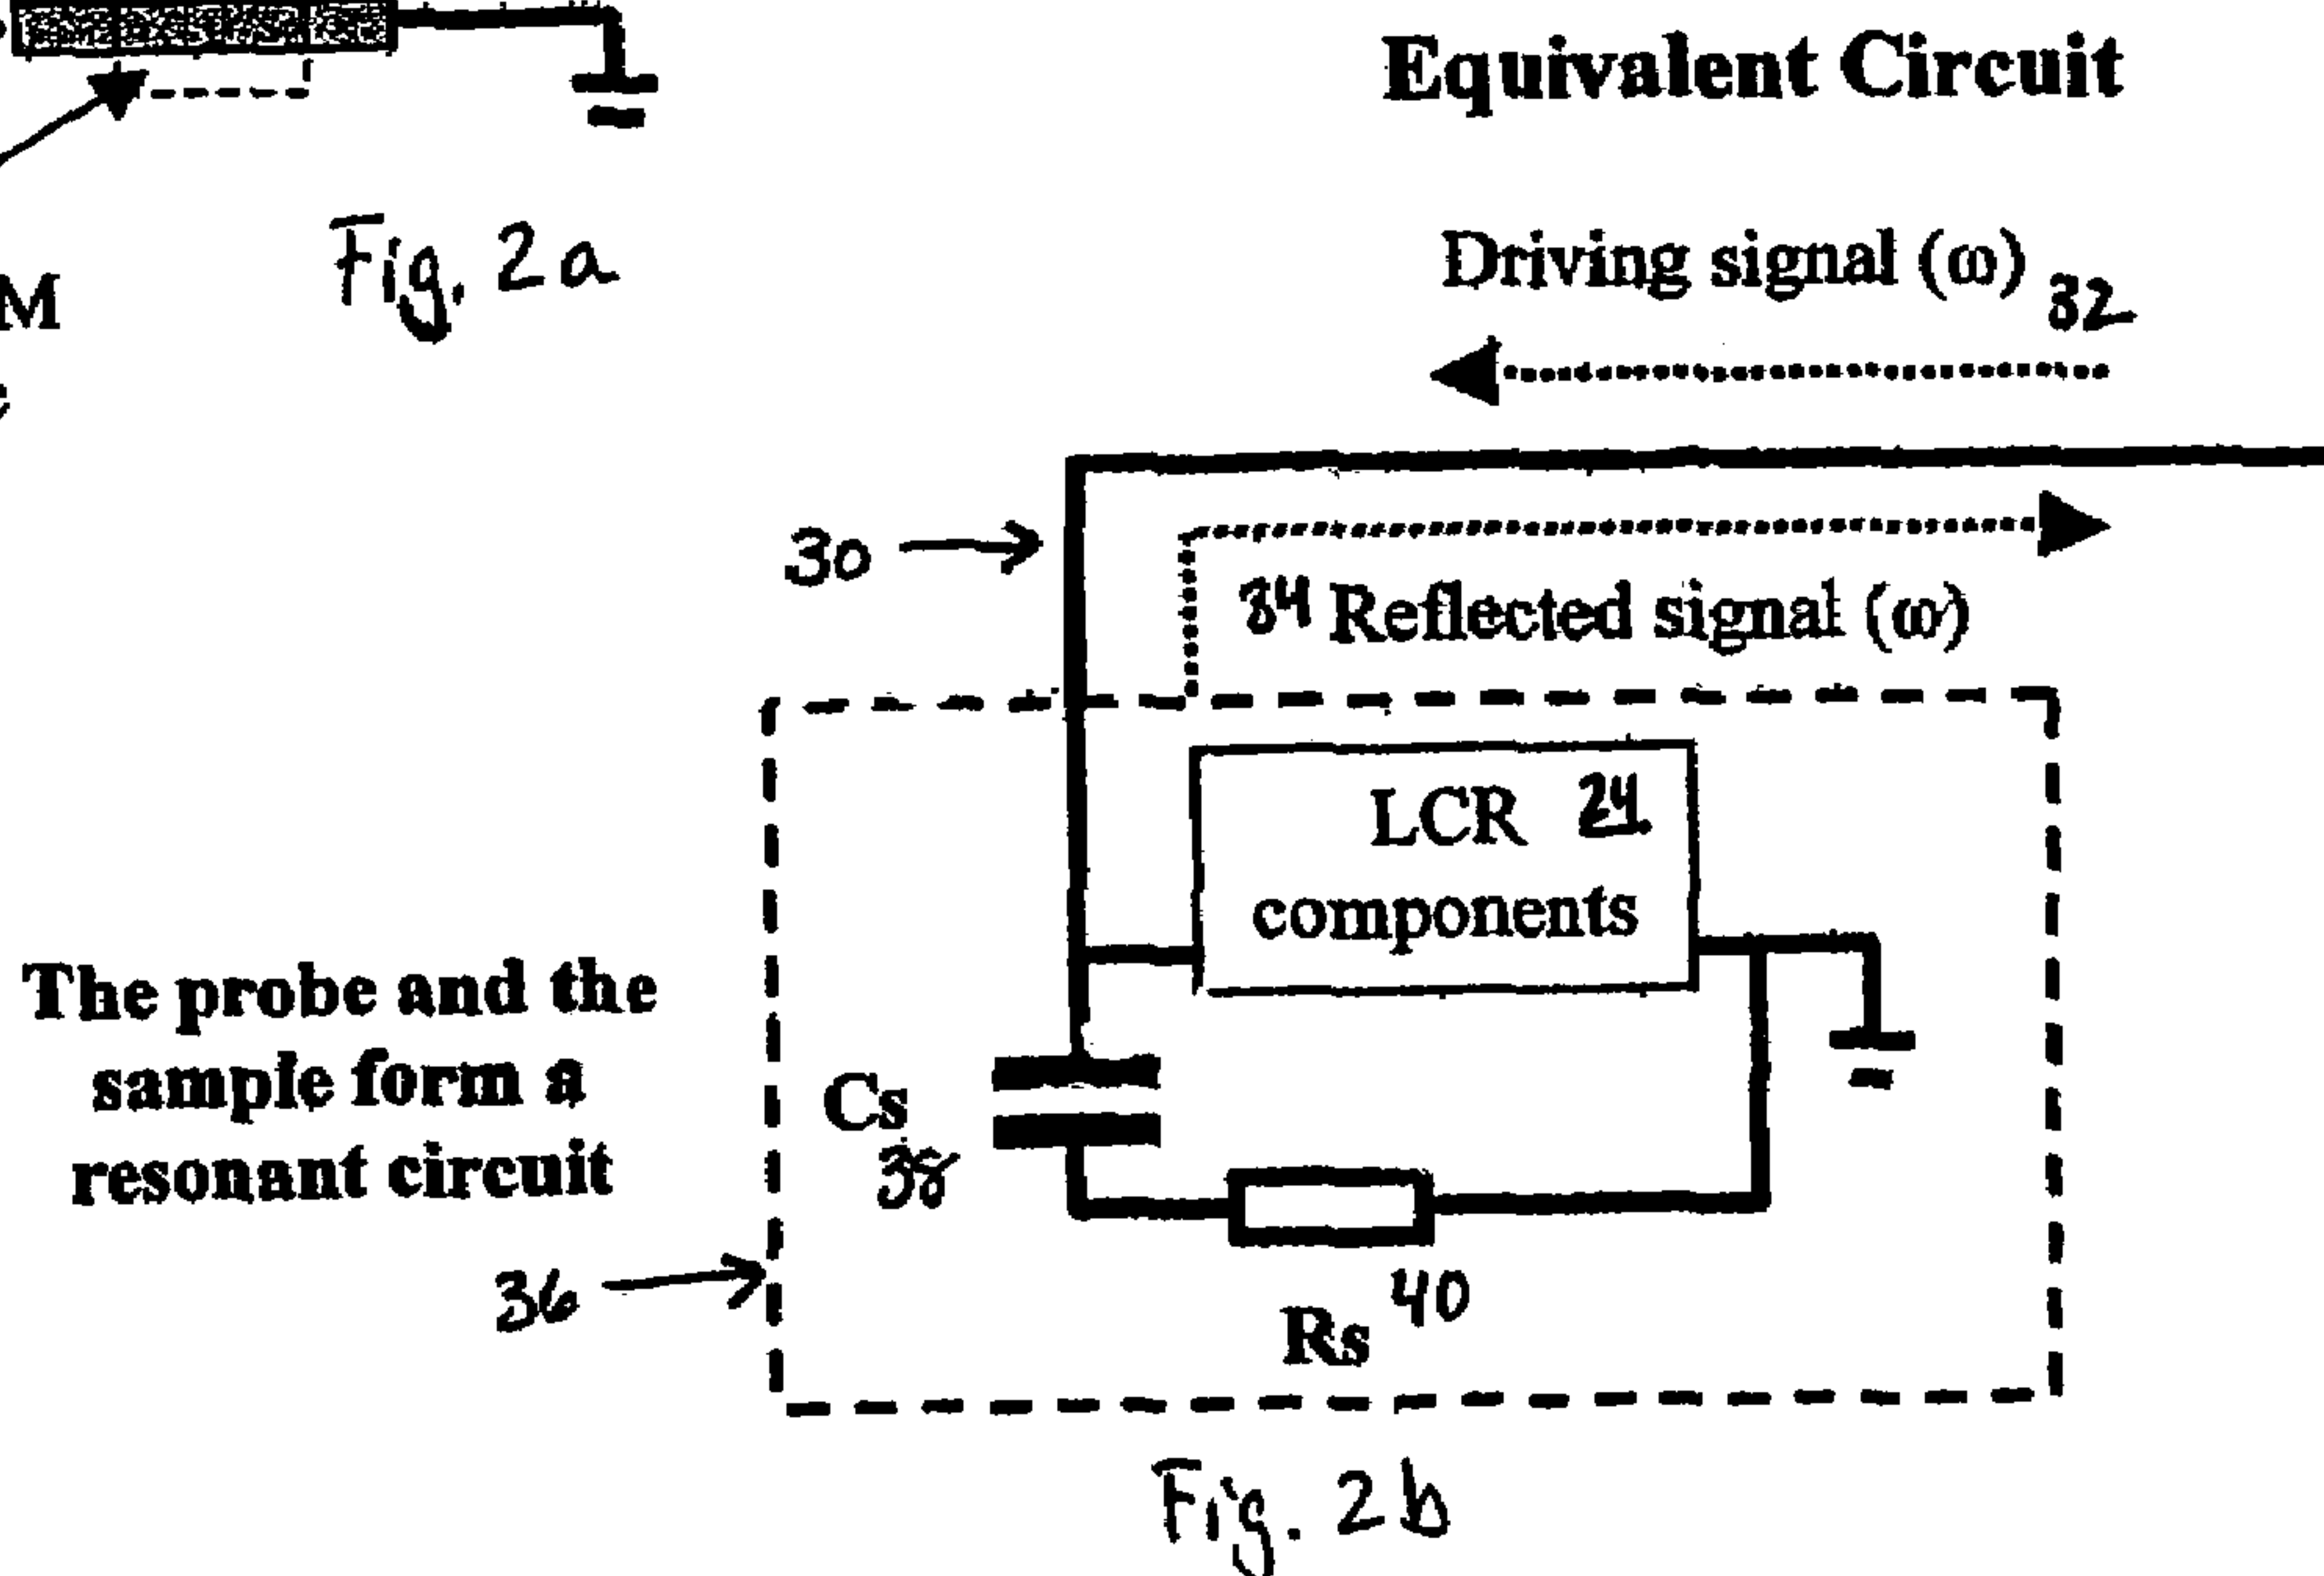 Equivalent Circuit
Fig. 2a
M
Driving signal (ω) 32
30
34 Reflected signal (ω)
LCR 24
components
The probe and the
sample form a
resonant circuit
Cs
38
36
Rs 40
Fig. 2b